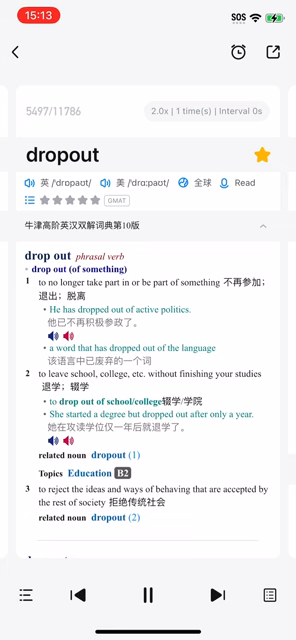 15:13
SOS
5497/11786
2.0x | 1 time(s) | Interval 0s
dropout
英 /'drɒpaʊt/ 美 /'drɑːpaʊt/ 全球 Read
GMAT
牛津高阶英汉双解词典第10版
drop out phrasal verb
drop out (of something)
1 to no longer take part in or be part of something 不再参加；
退出；脱离
• He has dropped out of active politics.
他已不再积极参政了。
• a word that has dropped out of the language
该语言中已废弃的一个词
2 to leave school, college, etc. without finishing your studies
退学；辍学
• to drop out of school/college辍学/学院
• She started a degree but dropped out after only a year.
她在攻读学位仅一年后就退学了。
related noun dropout (1)
Topics Education B2
3 to reject the ideas and ways of behaving that are accepted by
the rest of society 拒绝传统社会
related noun dropout (2)